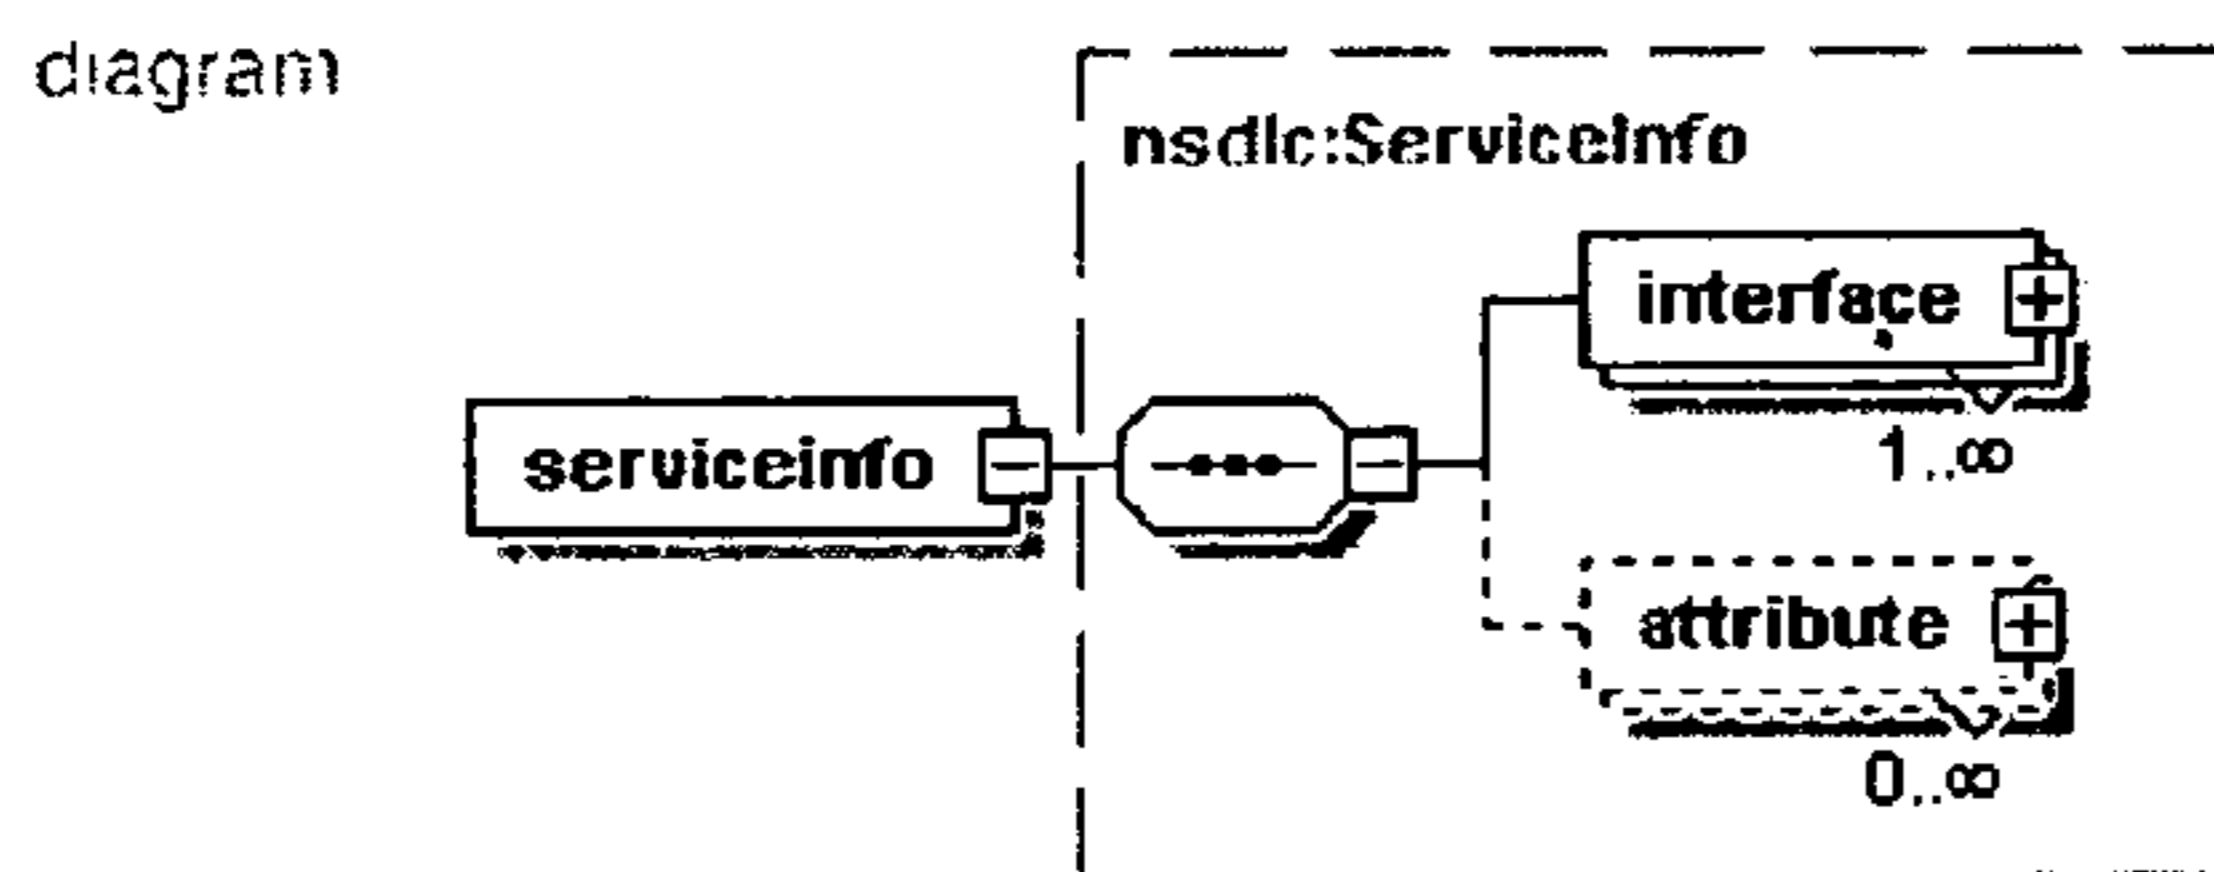 diagram
nsdlc:ServiceInfo
interface
1..∞
serviceinfo
attribute
0..∞